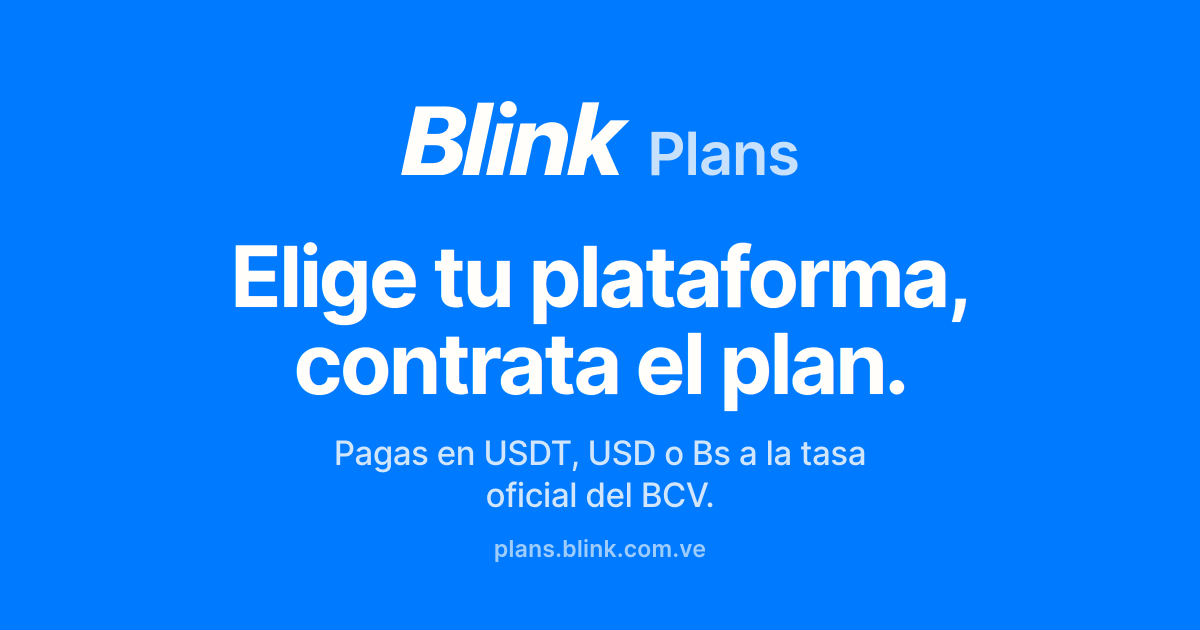 Blink Plans
Elige tu plataforma,
contrata el plan.
Pagas en USDT, USD o Bs a la tasa
oficial del BCV.
plans.blink.com.ve